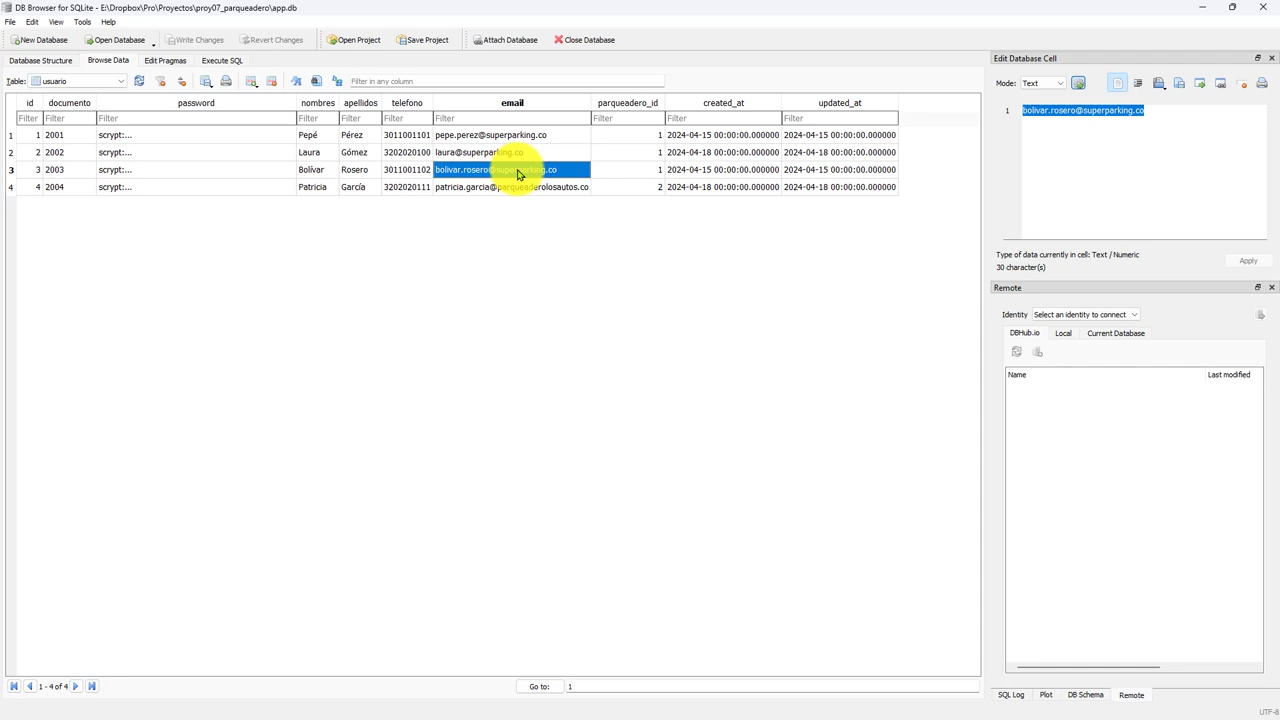 DB Browser for SQLite - E:\Dropbox\Pro\Proyectos\proy07_parqueadero\app.db
File Edit View Tools Help
New Database Open Database Write Changes Revert Changes Open Project Save Project Attach Database Close Database
Database Structure Browse Data Edit Pragmas Execute SQL
Table: usuario Filter in any column
id documento password nombres apellidos telefono email parqueadero_id created_at updated_at
Filter Filter Filter Filter Filter Filter Filter Filter Filter Filter
1 1 2001 scrypt:... Pepé Pérez 3011001101 pepe.perez@superparking.co 1 2024-04-15 00:00:00.000000 2024-04-15 00:00:00.000000
2 2 2002 scrypt:... Laura Gómez 3202020100 laura@superparking.co 1 2024-04-18 00:00:00.000000 2024-04-18 00:00:00.000000
3 3 2003 scrypt:... Bolívar Rosero 3011001102 bolivar.rosero@superparking.co 1 2024-04-15 00:00:00.000000 2024-04-15 00:00:00.000000
4 4 2004 scrypt:... Patricia García 3202020111 patricia.garcia@parqueaderolosautos.co 2 2024-04-18 00:00:00.000000 2024-04-18 00:00:00.000000
1 - 4 of 4 Go to: 1
Edit Database Cell
Mode: Text
1 bolivar.rosero@superparking.co
Type of data currently in cell: Text / Numeric
30 character(s)
Apply
Remote
Identity Select an identity to connect
DBHub.io Local Current Database
Name Last modified
SQL Log Plot DB Schema Remote
UTF-8